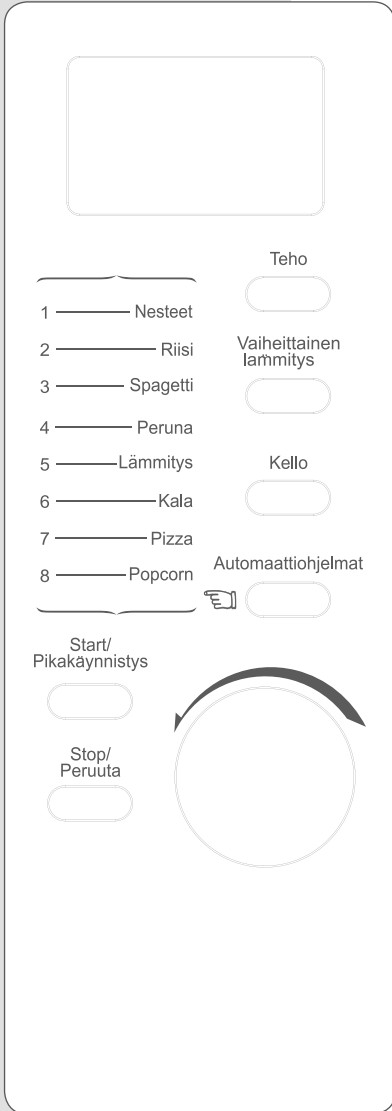 Teho
1 Nesteet
2 Riisi
3 Spagetti
4 Peruna
5 Lämmitys
6 Kala
7 Pizza
8 Popcorn
Vaiheittainen
lämmitys
Kello
Automaattiohjelmat
Start/
Pikakäynnistys
Stop/
Peruuta